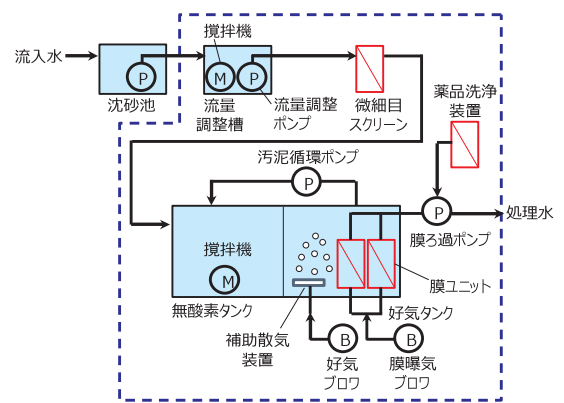 流入水
P
沈砂池
撹拌機
M
P
流量
調整槽
流量調整
ポンプ
微細目
スクリーン
薬品洗浄
装置
汚泥循環ポンプ
P
P
処理水
膜ろ過ポンプ
撹拌機
M
無酸素タンク
膜ユニット
好気タンク
補助散気
装置
B
好気
ブロワ
B
膜曝気
ブロワ